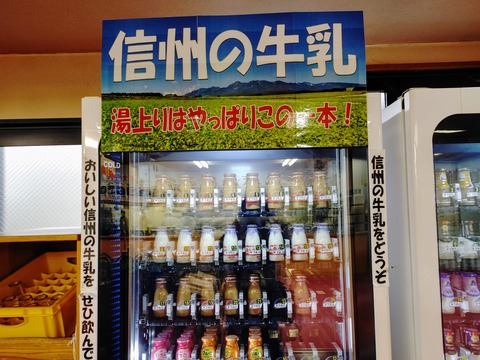 信州の牛乳
湯上りはやっぱりこの一本！
COLD
おいしい信州の牛乳を ぜひ飲んで
信州の牛乳をどうぞ